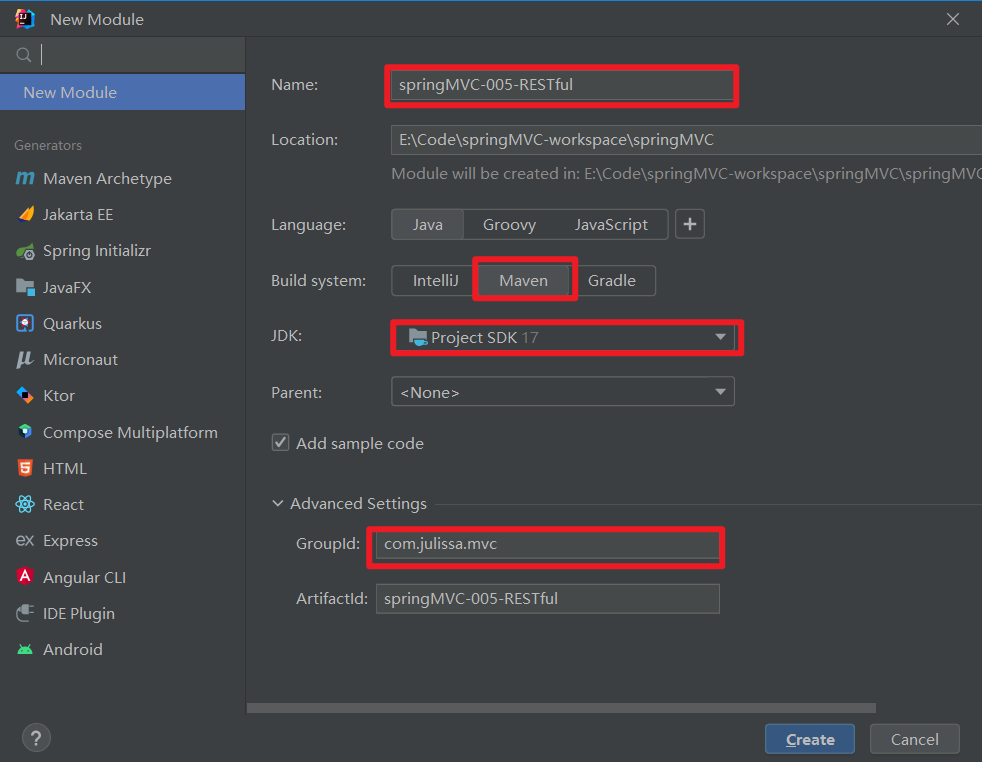 New Module
New Module
Generators
Maven Archetype
Jakarta EE
Spring Initializr
JavaFX
Quarkus
Micronaut
Ktor
Compose Multiplatform
HTML
React
Express
Angular CLI
IDE Plugin
Android
Name: springMVC-005-RESTful
Location: E:\Code\springMVC-workspace\springMVC
Module will be created in: E:\Code\springMVC-workspace\springMVC\springMVC
Language: Java Groovy JavaScript +
Build system: IntelliJ Maven Gradle
JDK: Project SDK 17
Parent: <None>
Add sample code
Advanced Settings
GroupId: com.julissa.mvc
ArtifactId: springMVC-005-RESTful
? Create Cancel